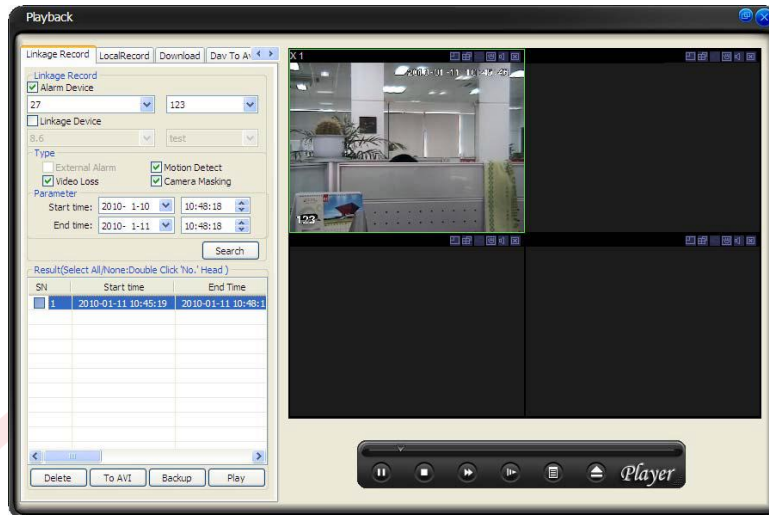 Playback
Linkage Record LocalRecord Download Dav To A
Linkage Record
Alarm Device
27 123
Linkage Device
8.6 test
Type
External Alarm Motion Detect
Video Loss Camera Masking
Parameter
Start time: 2010- 1-10 10:48:18
End time: 2010- 1-11 10:48:18
Search
Result(Select All/None:Double Click 'No.' Head )
SN Start time End Time
1 2010-01-11 10:45:19 2010-01-11 10:48:1
Delete To AVI Backup Play
X 1
123
Player